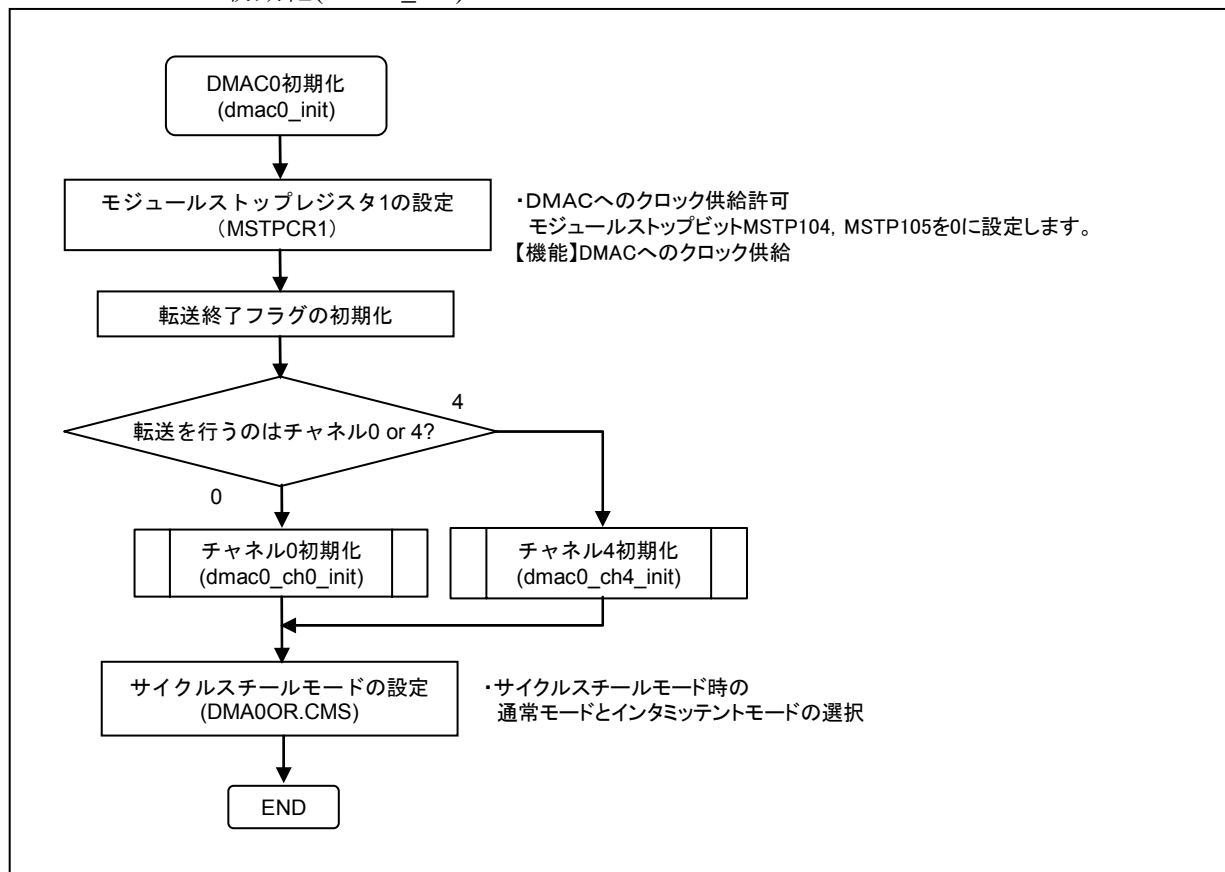 DMAC0初期化
(dmac0_init)
モジュールストップレジスタ1の設定
(MSTPCR1)
・DMACへのクロック供給許可
モジュールストップビットMSTP104, MSTP105を0に設定します。
【機能】DMACへのクロック供給
転送終了フラグの初期化
4
転送を行うのはチャネル0 or 4?
0
チャネル0初期化
(dmac0_ch0_init)
チャネル4初期化
(dmac0_ch4_init)
サイクルスチールモードの設定
(DMA0OR.CMS)
・サイクルスチールモード時の
通常モードとインタミッテントモードの選択
END